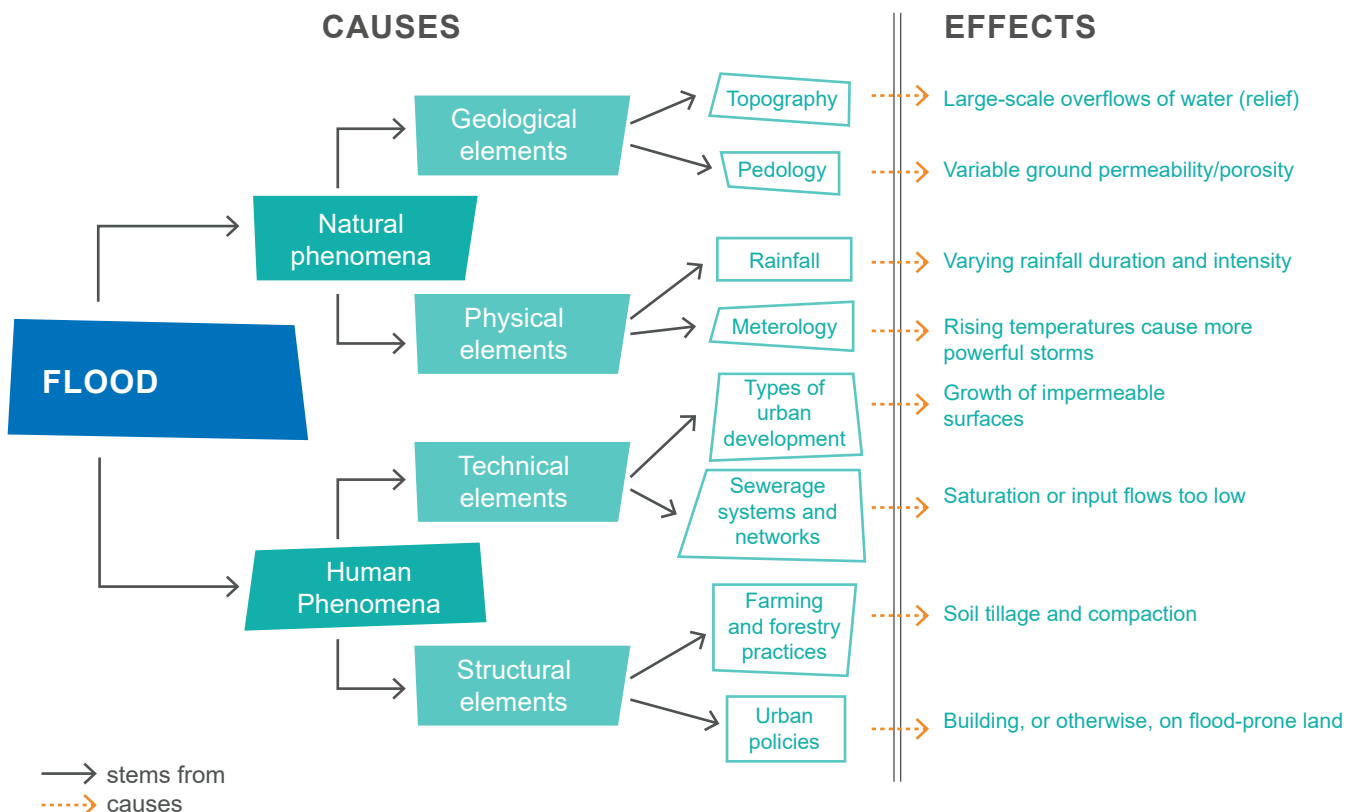 CAUSES
EFFECTS
Topography
Large-scale overflows of water (relief)
Geological
elements
Pedology
Variable ground permeability/porosity
Natural
phenomena
Rainfall
Varying rainfall duration and intensity
Physical
elements
Meterology
Rising temperatures cause more
powerful storms
FLOOD
Types of
urban
development
Growth of impermeable
surfaces
Technical
elements
Sewerage
systems and
networks
Saturation or input flows too low
Human
Phenomena
Farming
and forestry
practices
Soil tillage and compaction
Structural
elements
Urban
policies
Building, or otherwise, on flood-prone land
stems from
causes